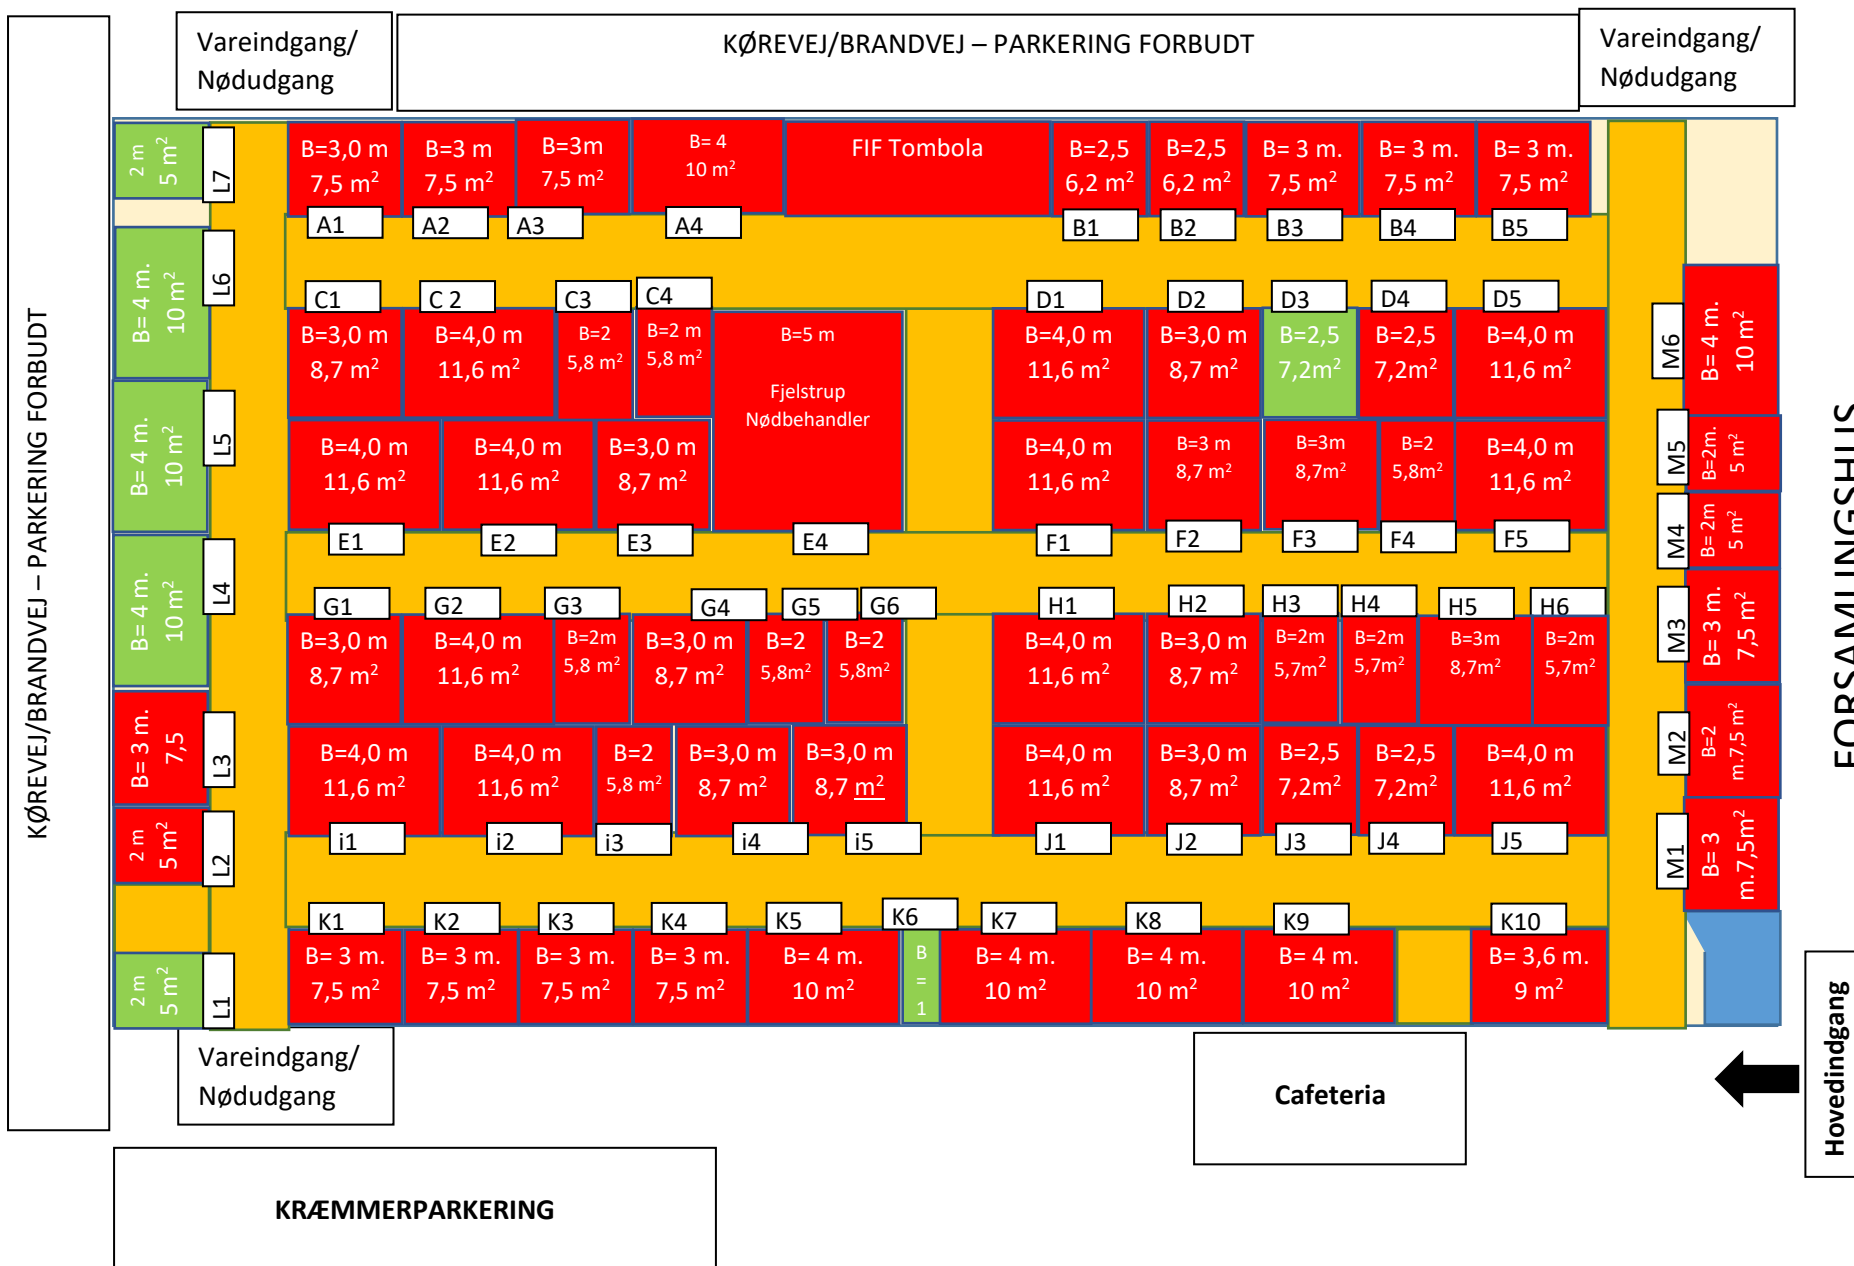 Vareindgang/
Nødudgang
KØREVEJ/BRANDVEJ – PARKERING FORBUDT
Vareindgang/
Nødudgang
KØREVEJ/BRANDVEJ – PARKERING FORBUDT
2 m
5 m²
L7
B= 4 m.
10 m²
L6
B= 4 m.
10 m²
L5
B= 4 m.
10 m²
L4
B= 3 m.
7,5
L3
2 m
5 m²
L2
2 m
5 m²
L1
B=3,0 m
7,5 m²
A1
B=3 m
7,5 m²
A2
B=3m
7,5 m²
A3
B= 4
10 m²
A4
FIF Tombola
B=2,5
6,2 m²
B1
B=2,5
6,2 m²
B2
B= 3 m.
7,5 m²
B3
B= 3 m.
7,5 m²
B4
B= 3 m.
7,5 m²
B5
C1
B=3,0 m
8,7 m²
C 2
B=4,0 m
11,6 m²
C3
B=2
5,8 m²
C4
B=2 m
5,8 m²
B=5 m
Fjelstrup
Nødbehandler
E4
D1
B=4,0 m
11,6 m²
D2
B=3,0 m
8,7 m²
D3
B=2,5
7,2m²
D4
B=2,5
7,2m²
D5
B=4,0 m
11,6 m²
B=4,0 m
11,6 m²
E1
B=4,0 m
11,6 m²
E2
B=3,0 m
8,7 m²
E3
B=4,0 m
11,6 m²
F1
B=3 m
8,7 m²
F2
B=3m
8,7m²
F3
B=2
5,8m²
F4
B=4,0 m
11,6 m²
F5
G1
B=3,0 m
8,7 m²
G2
B=4,0 m
11,6 m²
G3
B=2m
5,8 m²
G4
B=3,0 m
8,7 m²
G5
B=2
5,8m²
G6
B=2
5,8m²
H1
B=4,0 m
11,6 m²
H2
B=3,0 m
8,7 m²
H3
B=2m
5,7m²
H4
B=2m
5,7m²
H5
B=3m
8,7m²
H6
B=2m
5,7m²
B=4,0 m
11,6 m²
i1
B=4,0 m
11,6 m²
i2
B=2
5,8 m²
i3
B=3,0 m
8,7 m²
i4
B=3,0 m
8,7 m²
i5
B=4,0 m
11,6 m²
J1
B=3,0 m
8,7 m²
J2
B=2,5
7,2m²
J3
B=2,5
7,2m²
J4
B=4,0 m
11,6 m²
J5
K1
B= 3 m.
7,5 m²
K2
B= 3 m.
7,5 m²
K3
B= 3 m.
7,5 m²
K4
B= 3 m.
7,5 m²
K5
B= 4 m.
10 m²
K6
B
=
1
K7
B= 4 m.
10 m²
K8
B= 4 m.
10 m²
K9
B= 4 m.
10 m²
K10
B= 3,6 m.
9 m²
M6
B= 4 m.
10 m²
M5
B=2m.
5 m²
M4
B= 2m
5 m²
M3
B= 3 m.
7,5 m²
M2
B=2
m.7,5 m²
M1
B= 3
m.7,5m²
FORSAMLINGSHUS
Vareindgang/
Nødudgang
Cafeteria
Hovedindgang
KRÆMMERPARKERING